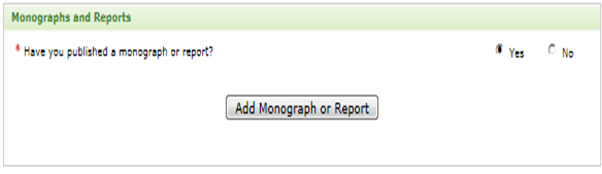 Monographs and Reports
* Have you published a monograph or report? Yes No
Add Monograph or Report